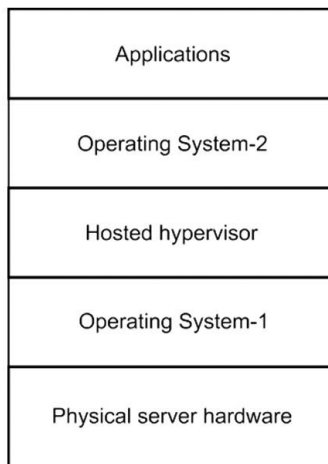 Applications
Operating System-2
Hosted hypervisor
Operating System-1
Physical server hardware